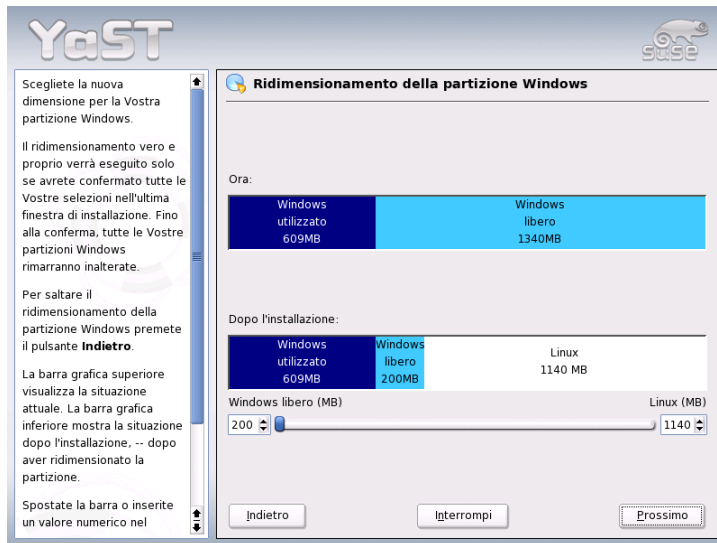 YaST
SUSE
Scegliete la nuova
dimensione per la Vostra
partizione Windows.
Il ridimensionamento vero e
proprio verrà eseguito solo
se avrete confermato tutte le
Vostre selezioni nell'ultima
finestra di installazione. Fino
alla conferma, tutte le Vostre
partizioni Windows
rimarranno inalterate.
Per saltare il
ridimensionamento della
partizione Windows premete
il pulsante Indietro.
La barra grafica superiore
visualizza la situazione
attuale. La barra grafica
inferiore mostra la situazione
dopo l'installazione, -- dopo
aver ridimensionato la
partizione.
Spostate la barra o inserite
un valore numerico nel
Ridimensionamento della partizione Windows
Ora:
Windows
utilizzato
609MB
Windows
libero
1340MB
Dopo l'installazione:
Windows
utilizzato
609MB
Windows
libero
200MB
Linux
1140 MB
Windows libero (MB)
Linux (MB)
200
1140
Indietro
Interrompi
Prossimo